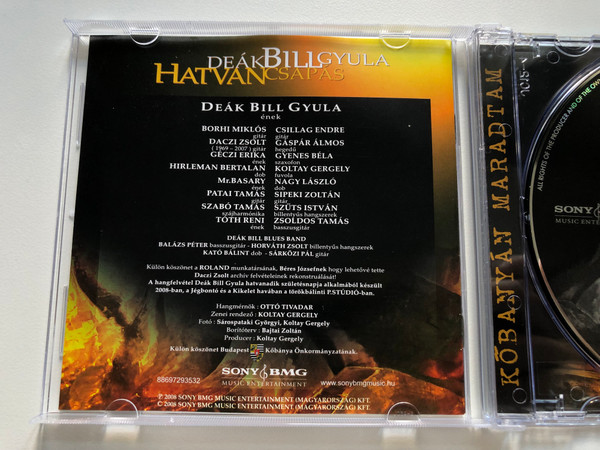 DEÁK BILL GYULA
HATVAN CSAPÁS
DEÁK BILL GYULA
ének
BORHI MIKLÓS
gitár
DACZI ZSOLT
( 1969 - 2007 ) gitár
GÉCZI ERIKA
ének
HIRLEMAN BERTALAN
dob
Mr.BASARY
ének
PATAI TAMÁS
gitár
SZABÓ TAMÁS
szájharmónika
TÓTH RENI
ének
CSILLAG ENDRE
gitár
GÁSPÁR ÁLMOS
hegedű
GYENES BÉLA
szaxofon
KOLTAY GERGELY
fuvola
NAGY LÁSZLÓ
dob
SIPEKI ZOLTÁN
gitár
SZŰTS ISTVÁN
billentyűs hangszerek
ZSOLDOS TAMÁS
basszusgitár
DEÁK BILL BLUES BAND
BALÁZS PÉTER basszusgitár - HORVÁTH ZSOLT billentyűs hangszerek
KATÓ BÁLINT dob - SÁRKÖZI PÁL gitár
Külön köszönet a ROLAND munkatársának, Béres Józsefnek hogy lehetővé tette
Daczi Zsolt archív felvételeinek rekonstruálását!
A hangfelvétel Deák Bill Gyula hatvanadik születésnapja alkalmából készült
2008-ban, a Jégbontó és a Kikelet havában a törökbálinti P.STÚDIÓ-ban.
Hangmérnök : OTTÓ TIVADAR
Zenei rendező : KOLTAY GERGELY
Fotó : Sárospataki Györgyi, Koltay Gergely
Borítóterv : Bajtai Zoltán
Producer : Koltay Gergely
Külön köszönet Budapest Kőbánya Önkormányzatának.
SONY BMG
MUSIC ENTERTAINMENT
88697293532
www.sonybmgmusic.hu
℗ 2008 SONY BMG MUSIC ENTERTAINMENT (MAGYARORSZÁG) KFT.
© 2008 SONY BMG MUSIC ENTERTAINMENT (MAGYARORSZÁG) KFT.
KŐBÁNYÁN MARADTAM
ALL RIGHTS OF THE PRODUCER AND OF THE OWN
SONY
MUSIC ENTER